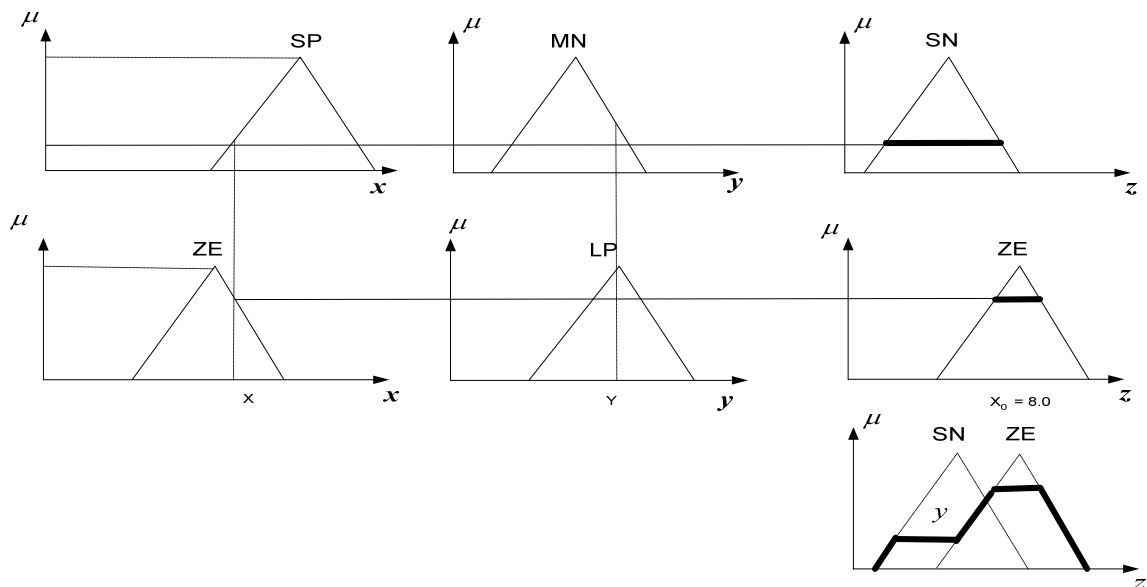 μ μ μ
SP MN SN
x y z
μ μ μ
ZE LP ZE
x y z
X Y X₀ = 8.0
μ
SN ZE
y
z